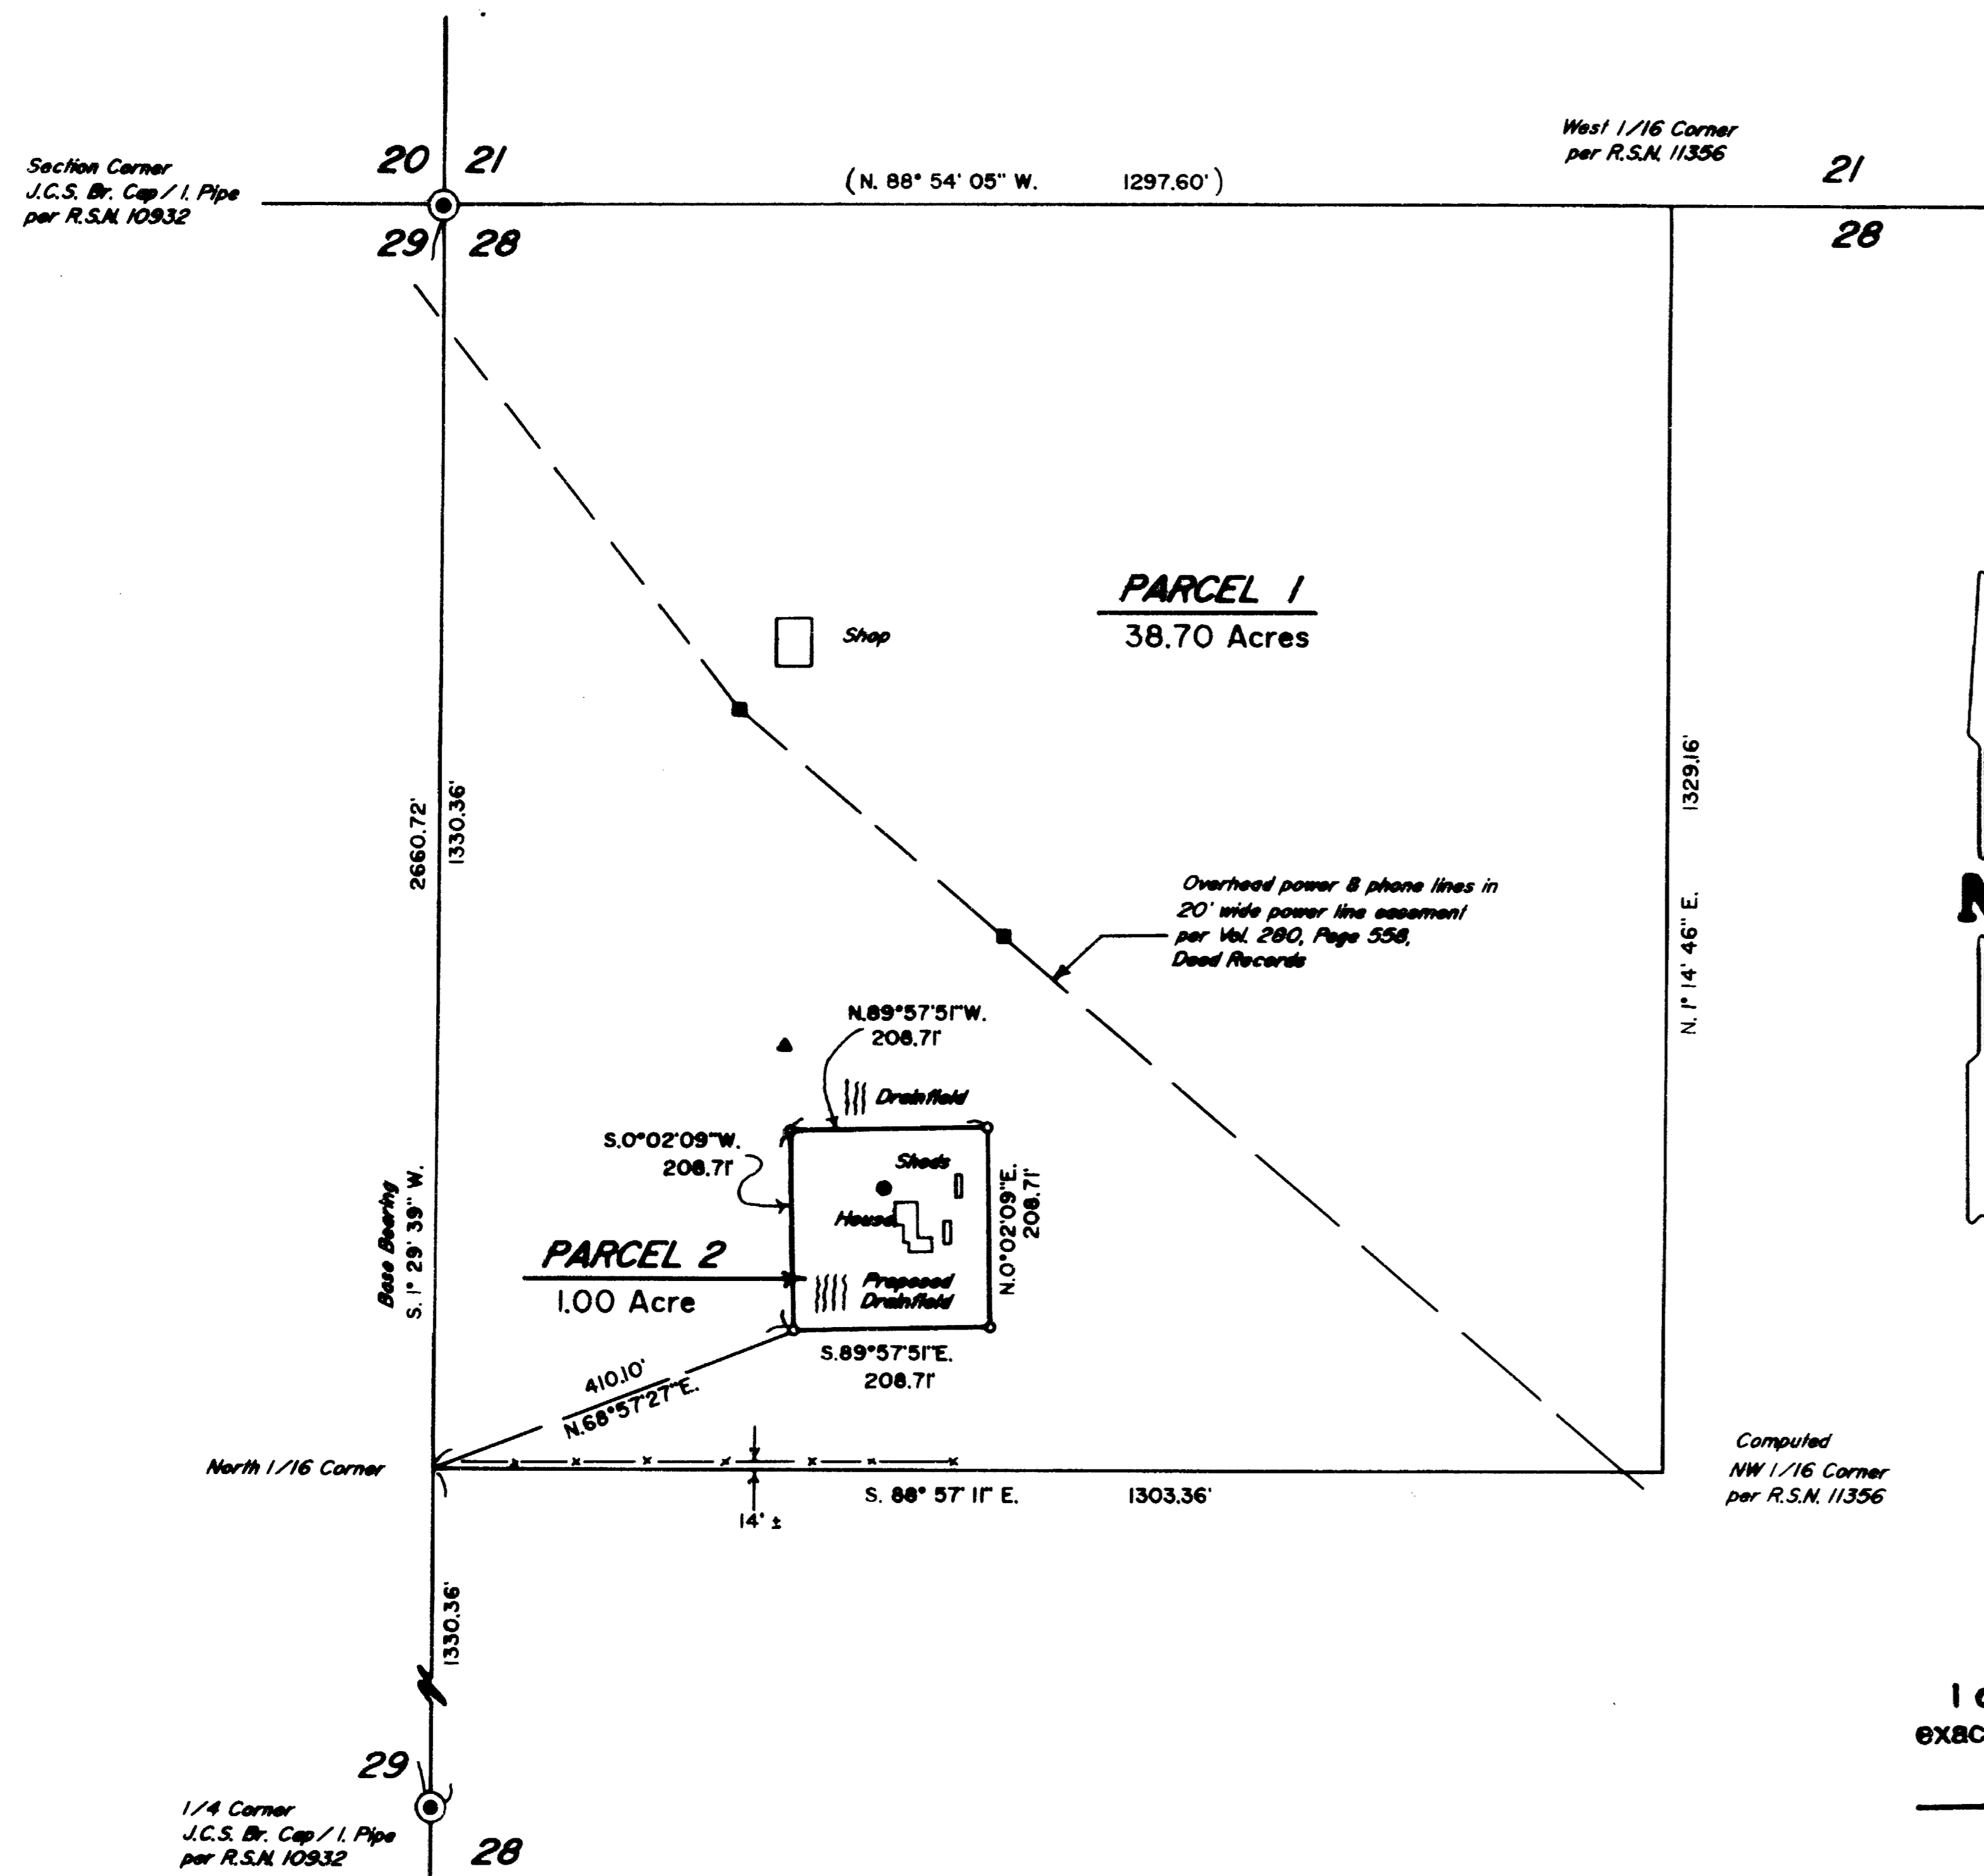 West 1/16 Corner
per R.S.N. 11356
Section Corner
J.C.S. Br. Cap / I. Pipe
per R.S.N. 10932
20 21
29 28
(N. 88° 54' 05" W. 1297.60')
21
28
PARCEL 1
38.70 Acres
Shop
2660.72'
1330.36'
1329.16'
N. 1° 14' 46" E.
Overhead power & phone lines in
20' wide power line easement
per Vol. 280, Page 558,
Deed Records
N.89°57'51"W.
208.71'
Drainfield
S.0°02'09"W.
208.71'
Sheds
House
N.0°02'09"E.
208.71'
Base Bearing
S. 1° 29' 39" W.
PARCEL 2
1.00 Acre
Proposed
Drainfield
S.89°57'51"E.
208.71'
410.10'
N.68°57'27"E.
North 1/16 Corner
S. 88° 57' 11" E. 1303.36'
14' ±
Computed
NW 1/16 Corner
per R.S.N. 11356
1330.36'
29
28
1/4 Corner
J.C.S. Br. Cap / I. Pipe
per R.S.N. 10932